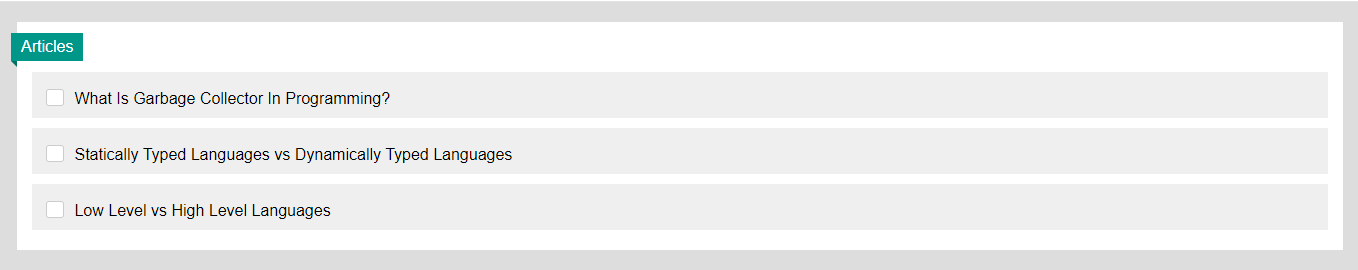 Articles
What Is Garbage Collector In Programming?
Statically Typed Languages vs Dynamically Typed Languages
Low Level vs High Level Languages